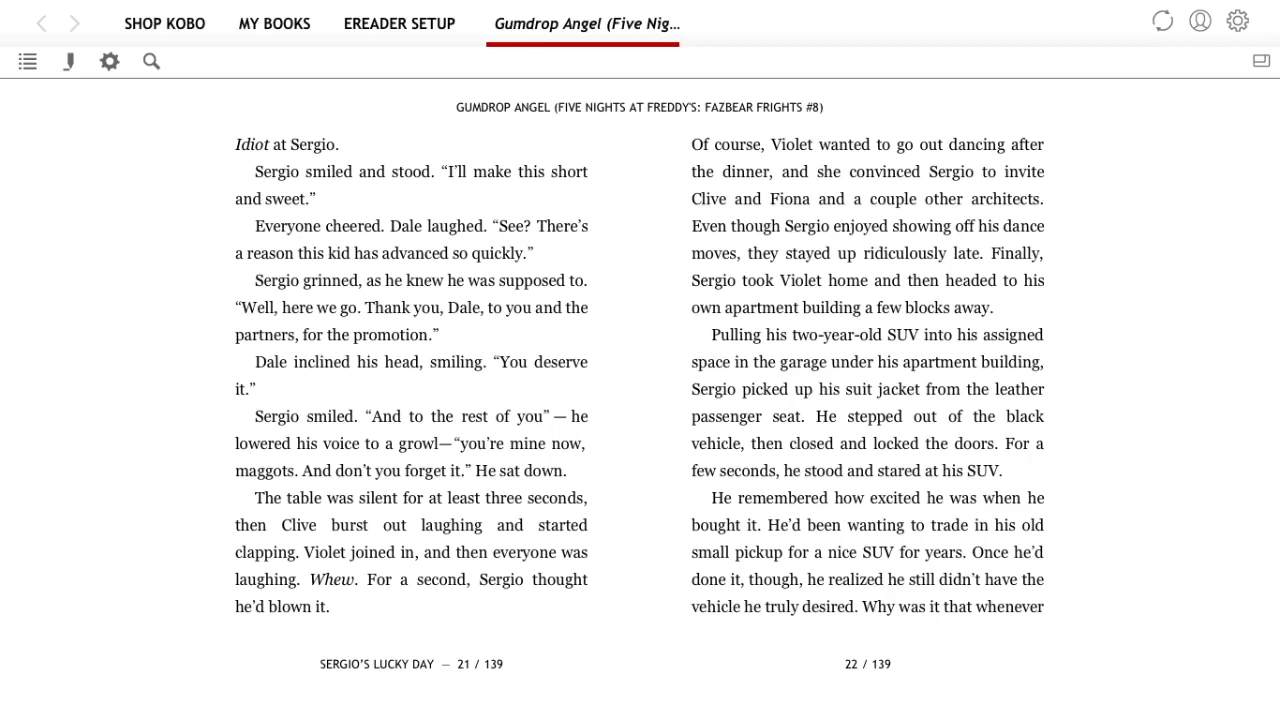 SHOP KOBO MY BOOKS EREADER SETUP Gumdrop Angel (Five Nig...
GUMDROP ANGEL (FIVE NIGHTS AT FREDDY'S: FAZBEAR FRIGHTS #8)
Idiot at Sergio.
Sergio smiled and stood. “I’ll make this short
and sweet.”
Everyone cheered. Dale laughed. “See? There’s
a reason this kid has advanced so quickly.”
Sergio grinned, as he knew he was supposed to.
“Well, here we go. Thank you, Dale, to you and the
partners, for the promotion.”
Dale inclined his head, smiling. “You deserve
it.”
Sergio smiled. “And to the rest of you” — he
lowered his voice to a growl—“you’re mine now,
maggots. And don’t you forget it.” He sat down.
The table was silent for at least three seconds,
then Clive burst out laughing and started
clapping. Violet joined in, and then everyone was
laughing. Whew. For a second, Sergio thought
he’d blown it.
SERGIO’S LUCKY DAY — 21 / 139
Of course, Violet wanted to go out dancing after
the dinner, and she convinced Sergio to invite
Clive and Fiona and a couple other architects.
Even though Sergio enjoyed showing off his dance
moves, they stayed up ridiculously late. Finally,
Sergio took Violet home and then headed to his
own apartment building a few blocks away.
Pulling his two-year-old SUV into his assigned
space in the garage under his apartment building,
Sergio picked up his suit jacket from the leather
passenger seat. He stepped out of the black
vehicle, then closed and locked the doors. For a
few seconds, he stood and stared at his SUV.
He remembered how excited he was when he
bought it. He’d been wanting to trade in his old
small pickup for a nice SUV for years. Once he’d
done it, though, he realized he still didn’t have the
vehicle he truly desired. Why was it that whenever
22 / 139